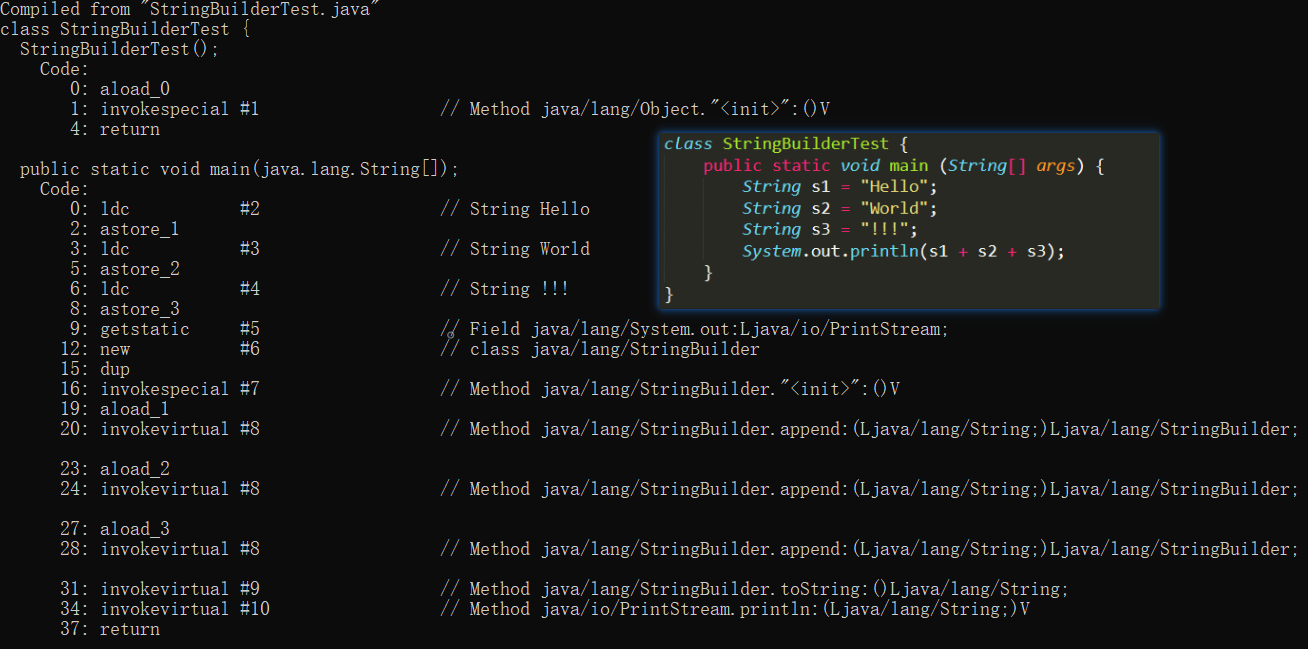 Compiled from "StringBuilderTest.java"
class StringBuilderTest {
  StringBuilderTest();
    Code:
       0: aload_0
       1: invokespecial #1                  // Method java/lang/Object."<init>":()V
       4: return

  public static void main(java.lang.String[]);
    Code:
       0: ldc           #2                  // String Hello
       2: astore_1
       3: ldc           #3                  // String World
       5: astore_2
       6: ldc           #4                  // String !!!
       8: astore_3
       9: getstatic     #5                  // Field java/lang/System.out:Ljava/io/PrintStream;
      12: new           #6                  // class java/lang/StringBuilder
      15: dup
      16: invokespecial #7                  // Method java/lang/StringBuilder."<init>":()V
      19: aload_1
      20: invokevirtual #8                  // Method java/lang/StringBuilder.append:(Ljava/lang/String;)Ljava/lang/StringBuilder;

      23: aload_2
      24: invokevirtual #8                  // Method java/lang/StringBuilder.append:(Ljava/lang/String;)Ljava/lang/StringBuilder;

      27: aload_3
      28: invokevirtual #8                  // Method java/lang/StringBuilder.append:(Ljava/lang/String;)Ljava/lang/StringBuilder;

      31: invokevirtual #9                  // Method java/lang/StringBuilder.toString:()Ljava/lang/String;
      34: invokevirtual #10                 // Method java/io/PrintStream.println:(Ljava/lang/String;)V
      37: return

class StringBuilderTest {
    public static void main (String[] args) {
        String s1 = "Hello";
        String s2 = "World";
        String s3 = "!!!";
        System.out.println(s1 + s2 + s3);
    }
}